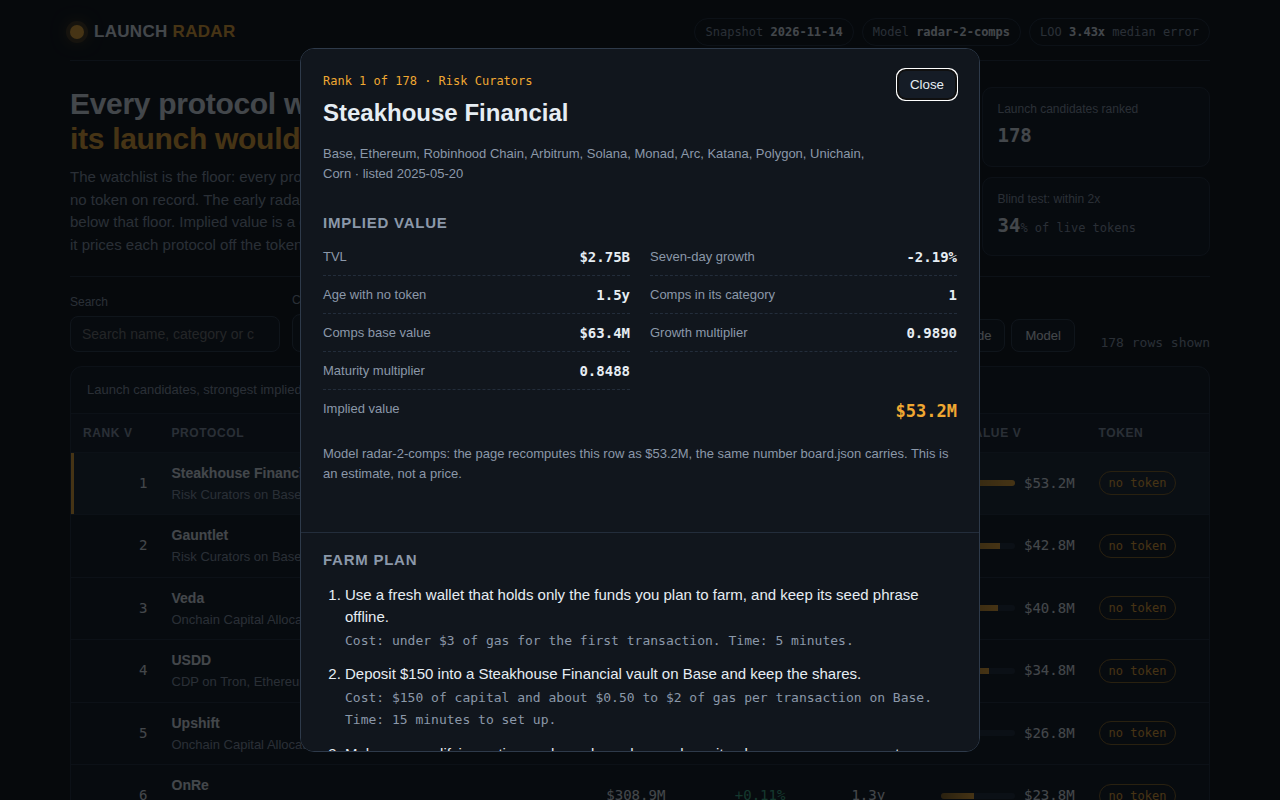 LAUNCH RADAR
Snapshot 2026-11-14
Model radar-2-comps
LOO 3.43x median error
Every protocol w
its launch would
The watchlist is the floor: every pro
no token on record. The early rada
below that floor. Implied value is a
it prices each protocol off the token
Launch candidates ranked
178
Blind test: within 2x
34% of live tokens
Search
Search name, category or c
Model
178 rows shown
Launch candidates, strongest implied
RANK V
PROTOCOL
ALUE V
TOKEN
1
Steakhouse Financ
Risk Curators on Base
$53.2M
no token
2
Gauntlet
Risk Curators on Base
$42.8M
no token
3
Veda
Onchain Capital Alloca
$40.8M
no token
4
USDD
CDP on Tron, Ethereu
$34.8M
no token
5
Upshift
Onchain Capital Alloca
$26.8M
no token
6
OnRe
$308.9M
+0.11%
1.3y
$23.8M
no token
Rank 1 of 178 · Risk Curators
Close
Steakhouse Financial
Base, Ethereum, Robinhood Chain, Arbitrum, Solana, Monad, Arc, Katana, Polygon, Unichain,
Corn · listed 2025-05-20
IMPLIED VALUE
TVL $2.75B
Seven-day growth -2.19%
Age with no token 1.5y
Comps in its category 1
Comps base value $63.4M
Growth multiplier 0.9890
Maturity multiplier 0.8488
Implied value $53.2M
Model radar-2-comps: the page recomputes this row as $53.2M, the same number board.json carries. This is
an estimate, not a price.
FARM PLAN
1. Use a fresh wallet that holds only the funds you plan to farm, and keep its seed phrase
offline.
Cost: under $3 of gas for the first transaction. Time: 5 minutes.
2. Deposit $150 into a Steakhouse Financial vault on Base and keep the shares.
Cost: $150 of capital and about $0.50 to $2 of gas per transaction on Base.
Time: 15 minutes to set up.